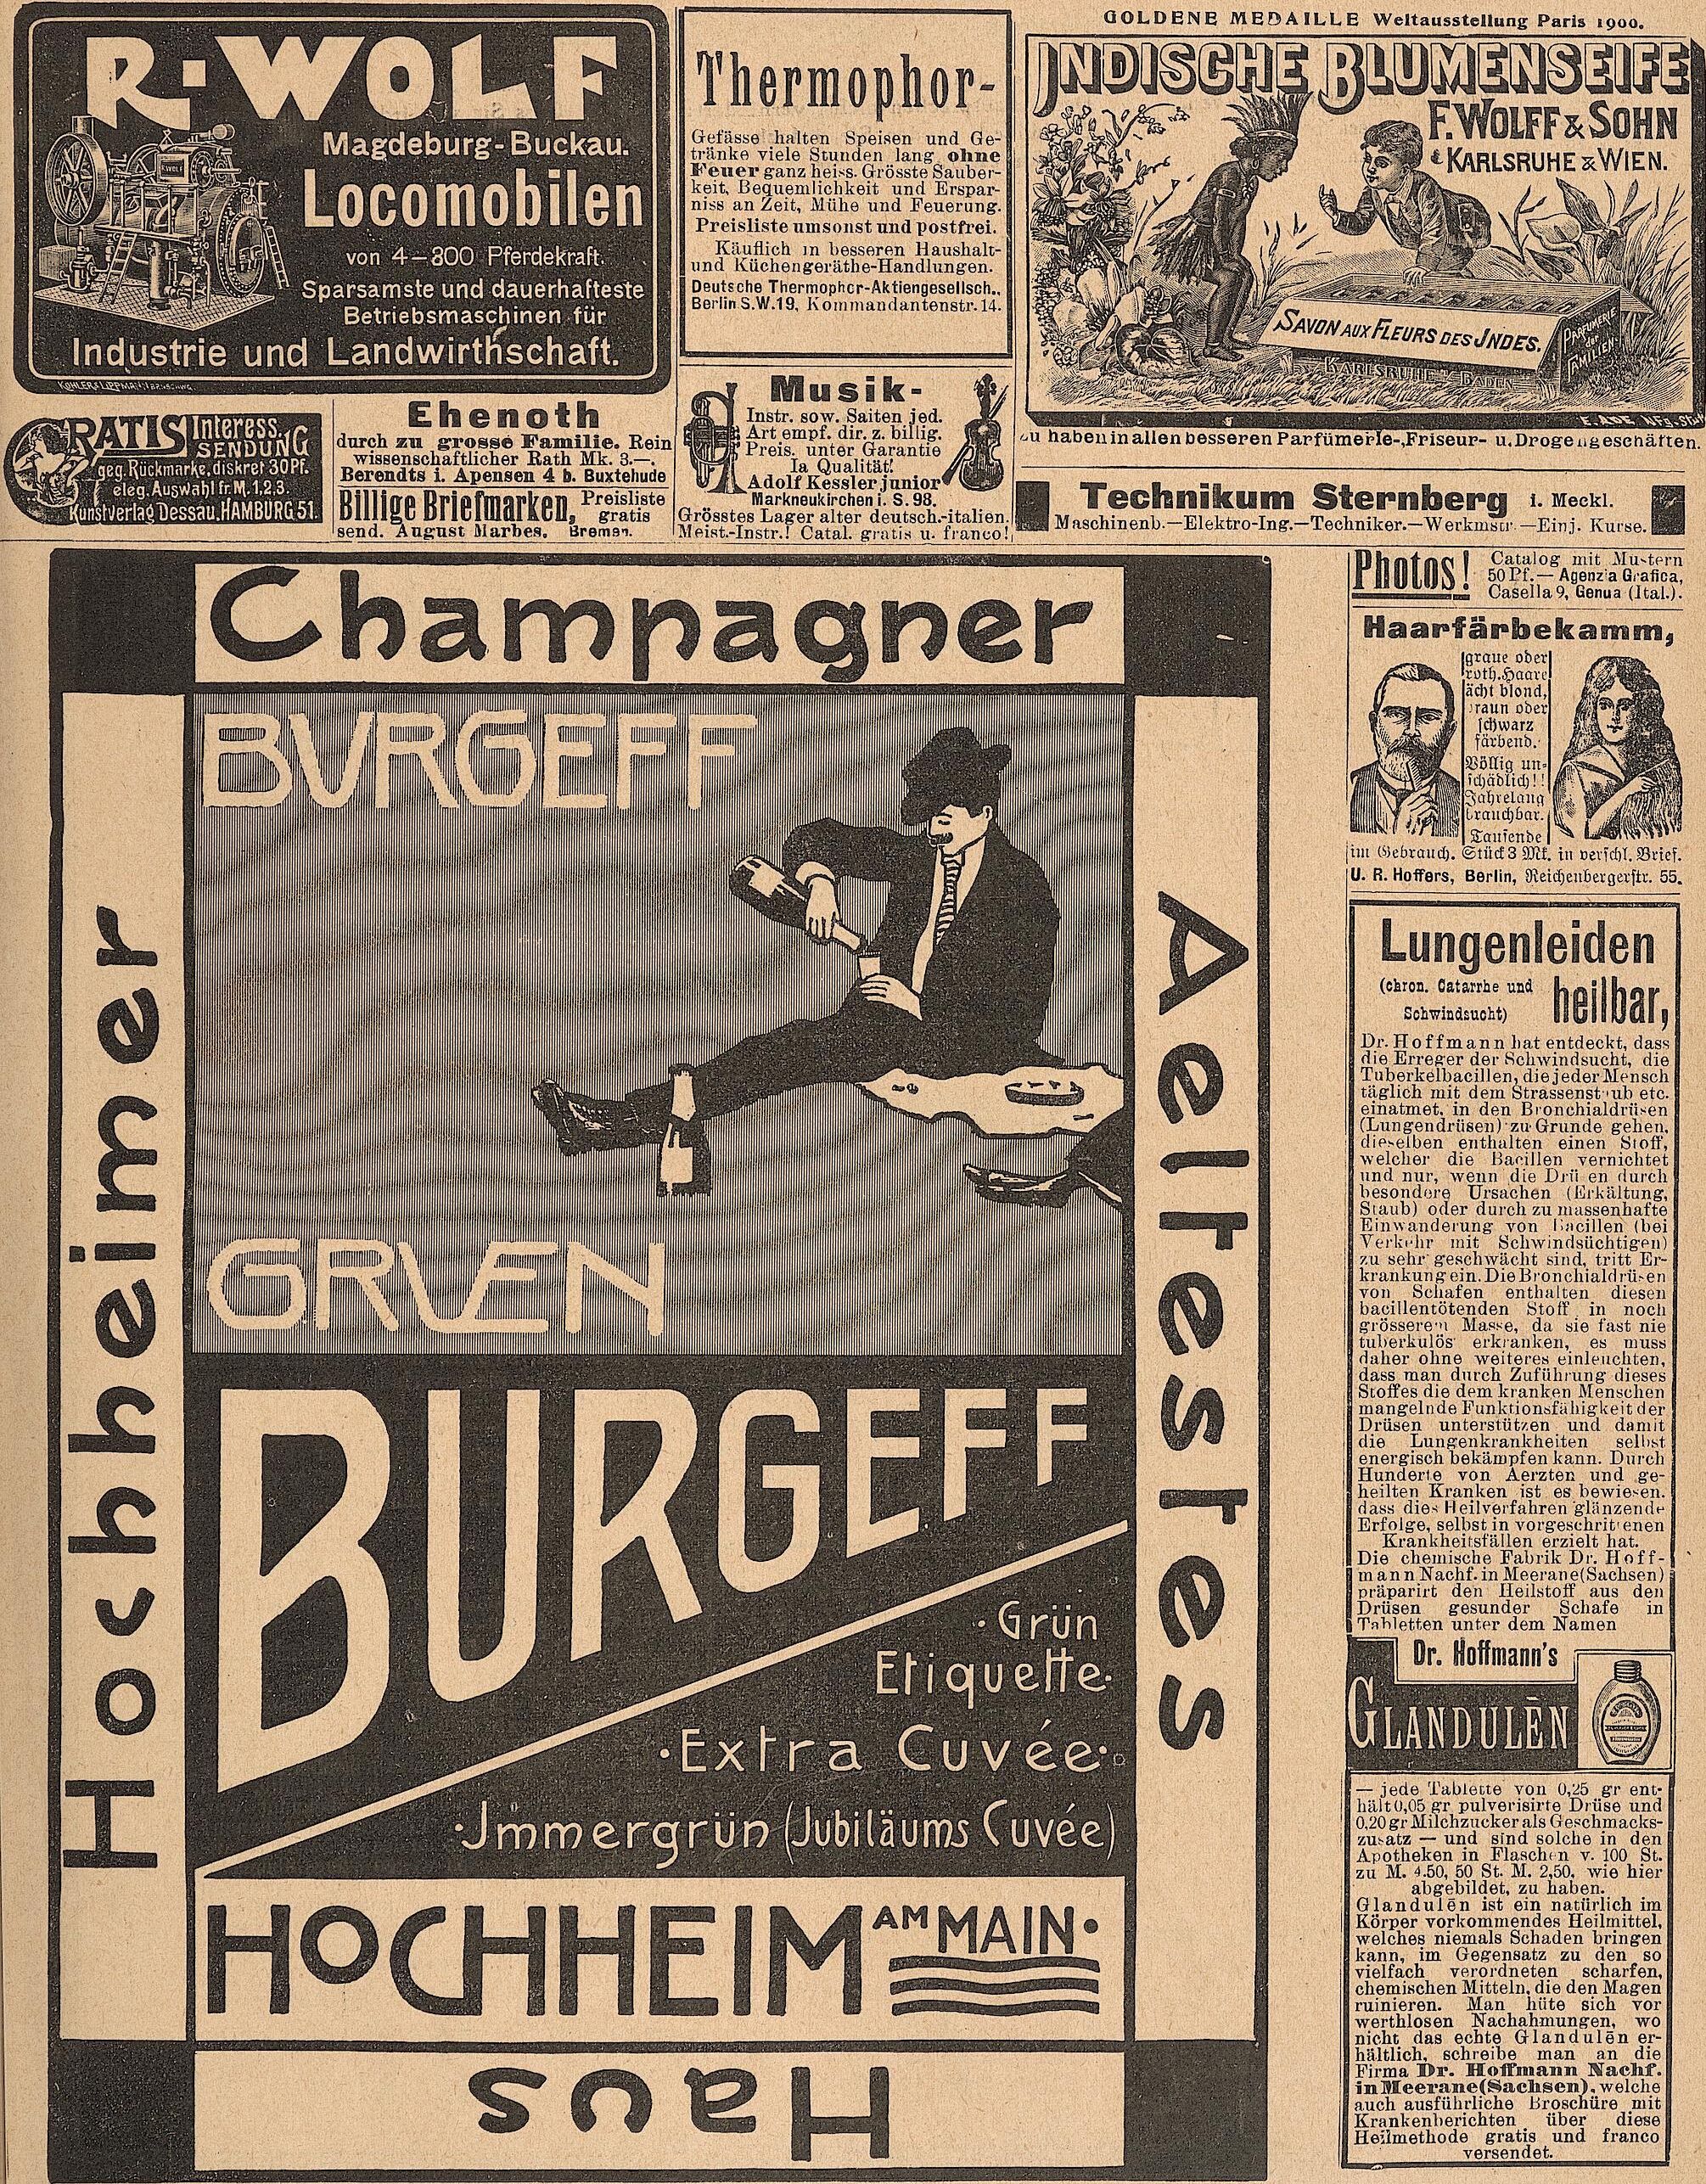 R·WOLF
Magdeburg-Buckau.
Locomobilen
von 4–800 Pferdekraft.
Sparsamste und dauerhafteste
Betriebsmaschinen für
Industrie und Landwirthschaft.
GRATIS Interess.
SENDUNG
geg. Rückmarke, diskret 30Pf.
eleg. Auswahl fr. M. 1.2.3.
Kunstverlag Dessau. HAMBURG 51.
Ehenoth
durch zu grosse Familie. Rein
wissenschaftlicher Rath Mk. 3.—.
Berendts i. Apensen 4 b. Buxtehude
Billige Briefmarken, Preisliste
gratis
send. August Marbes. Bremen.
Thermophor-
Gefässe halten Speisen und Ge-
tränke viele Stunden lang ohne
Feuer ganz heiss. Grösste Sauber-
keit, Bequemlichkeit und Erspar-
niss an Zeit, Mühe und Feuerung.
Preisliste umsonst und postfrei.
Käuflich in besseren Haushalt-
und Küchengeräthe-Handlungen.
Deutsche Thermophor-Aktiengesellsch.,
Berlin S.W.19, Kommandantenstr. 14.
Musik-
Instr. sow. Saiten jed.
Art empf. dir. z. billig.
Preis. unter Garantie
Ia Qualität!
Adolf Kessler junior
Markneukirchen i. S. 98.
Grösstes Lager alter deutsch.-italien.
Meist.-Instr.! Catal. gratis u. franco!
GOLDENE MEDAILLE Weltausstellung Paris 1900.
INDISCHE BLUMENSEIFE
F. WOLFF & SOHN
KARLSRUHE & WIEN.
SAVON AUX FLEURS DES INDES.
PARFUMERIE
der
FAMILIEN
KARLSRUHE BADEN
E. ADE
zu haben in allen besseren Parfümerie-, Friseur- u. Drogengeschäften.
Technikum Sternberg i. Meckl.
Maschinenb.—Elektro-Ing.—Techniker.—Werkmstr.—Einj. Kurse.
Champagner
Hochheimer
Aeltestes
BURGEFF
GRUEN
BURGEFF
· Grün
Etiquette ·
· Extra Cuvée ·
· Immergrün (Jubiläums Cuvée)
HOCHHEIM AM MAIN ·
Haus
Photos! Catalog mit Mustern
50 Pf.— Agenzia Grafica,
Casella 9, Genua (Ital.).
Haarfärbekamm,
graue oder
roth. Haare
ächt blond,
braun oder
schwarz
färbend.
Völlig un-
schädlich!!
Jahrelang
brauchbar.
Tausende
im Gebrauch. Stück 3 Mk. in verschl. Brief.
U. R. Hoffers, Berlin, Reichenbergerstr. 55.
Lungenleiden
(chron. Catarrhe und
Schwindsucht) heilbar,
Dr. Hoffmann hat entdeckt, dass
die Erreger der Schwindsucht, die
Tuberkelbacillen, die jeder Mensch
täglich mit dem Strassenstaub etc.
einatmet, in den Bronchialdrüsen
(Lungendrüsen) zu Grunde gehen,
dieselben enthalten einen Stoff,
welcher die Bacillen vernichtet
und nur, wenn die Drüsen durch
besondere Ursachen (Erkältung,
Staub) oder durch zu massenhafte
Einwanderung von Bacillen (bei
Verkehr mit Schwindsüchtigen)
zu sehr geschwächt sind, tritt Er-
krankung ein. Die Bronchialdrüsen
von Schafen enthalten diesen
bacillentötenden Stoff in noch
grösserem Masse, da sie fast nie
tuberkulös erkranken, es muss
daher ohne weiteres einleuchten,
dass man durch Zuführung dieses
Stoffes die dem kranken Menschen
mangelnde Funktionsfähigkeit der
Drüsen unterstützen und damit
die Lungenkrankheiten selbst
energisch bekämpfen kann. Durch
Hunderte von Aerzten und ge-
heilten Kranken ist es bewiesen,
dass dies Heilverfahren glänzende
Erfolge, selbst in vorgeschrittenen
Krankheitsfällen erzielt hat.
Die chemische Fabrik Dr. Hoff-
mann Nachf. in Meerane (Sachsen)
präparirt den Heilstoff aus den
Drüsen gesunder Schafe in
Tabletten unter dem Namen
Dr. Hoffmann's
GLANDULĒN
— jede Tablette von 0,25 gr ent-
hält 0,05 gr pulverisirte Drüse und
0,20 gr Milchzucker als Geschmacks-
zusatz — und sind solche in den
Apotheken in Flaschen v. 100 St.
zu M. 4.50, 50 St. M. 2,50, wie hier
abgebildet, zu haben.
Glandulēn ist ein natürlich im
Körper vorkommendes Heilmittel,
welches niemals Schaden bringen
kann, im Gegensatz zu den so
vielfach verordneten scharfen,
chemischen Mitteln, die den Magen
ruinieren. Man hüte sich vor
werthlosen Nachahmungen, wo
nicht das echte Glandulēn er-
hältlich, schreibe man an die
Firma Dr. Hoffmann Nachf.
in Meerane (Sachsen), welche
auch ausführliche Broschüre mit
Krankenberichten über diese
Heilmethode gratis und franco
versendet.